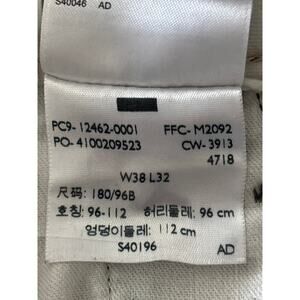 S40046 AD
PC9-12462-0001 FFC-M2092
PO-4100209523 CW-3913
4718
W38 L32
尺码: 180/96B
호칭: 96-112 허리둘레: 96 cm
엉덩이둘레: 112 cm
S40196 AD